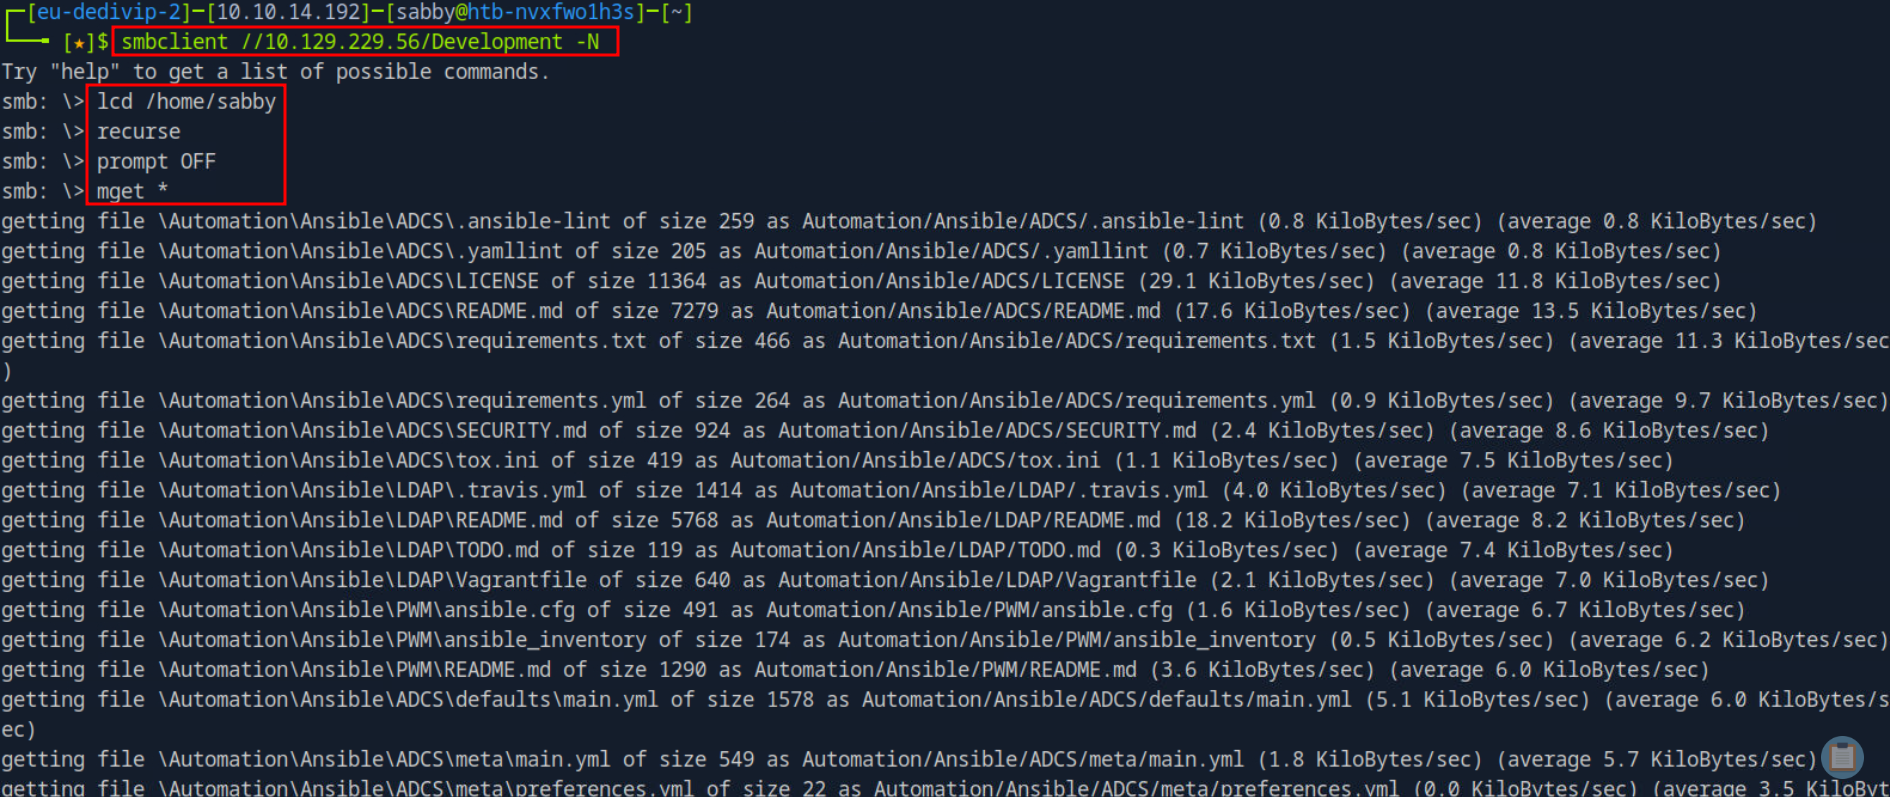 ┌─[eu-dedivip-2]─[10.10.14.192]─[sabby@htb-nvxfwo1h3s]─[~]
└──╼ [★]$ smbclient //10.129.229.56/Development -N
Try "help" to get a list of possible commands.
smb: \> lcd /home/sabby
smb: \> recurse
smb: \> prompt OFF
smb: \> mget *
getting file \Automation\Ansible\ADCS\.ansible-lint of size 259 as Automation/Ansible/ADCS/.ansible-lint (0.8 KiloBytes/sec) (average 0.8 KiloBytes/sec)
getting file \Automation\Ansible\ADCS\.yamllint of size 205 as Automation/Ansible/ADCS/.yamllint (0.7 KiloBytes/sec) (average 0.8 KiloBytes/sec)
getting file \Automation\Ansible\ADCS\LICENSE of size 11364 as Automation/Ansible/ADCS/LICENSE (29.1 KiloBytes/sec) (average 11.8 KiloBytes/sec)
getting file \Automation\Ansible\ADCS\README.md of size 7279 as Automation/Ansible/ADCS/README.md (17.6 KiloBytes/sec) (average 13.5 KiloBytes/sec)
getting file \Automation\Ansible\ADCS\requirements.txt of size 466 as Automation/Ansible/ADCS/requirements.txt (1.5 KiloBytes/sec) (average 11.3 KiloBytes/sec
)
getting file \Automation\Ansible\ADCS\requirements.yml of size 264 as Automation/Ansible/ADCS/requirements.yml (0.9 KiloBytes/sec) (average 9.7 KiloBytes/sec)
getting file \Automation\Ansible\ADCS\SECURITY.md of size 924 as Automation/Ansible/ADCS/SECURITY.md (2.4 KiloBytes/sec) (average 8.6 KiloBytes/sec)
getting file \Automation\Ansible\ADCS\tox.ini of size 419 as Automation/Ansible/ADCS/tox.ini (1.1 KiloBytes/sec) (average 7.5 KiloBytes/sec)
getting file \Automation\Ansible\LDAP\.travis.yml of size 1414 as Automation/Ansible/LDAP/.travis.yml (4.0 KiloBytes/sec) (average 7.1 KiloBytes/sec)
getting file \Automation\Ansible\LDAP\README.md of size 5768 as Automation/Ansible/LDAP/README.md (18.2 KiloBytes/sec) (average 8.2 KiloBytes/sec)
getting file \Automation\Ansible\LDAP\TODO.md of size 119 as Automation/Ansible/LDAP/TODO.md (0.3 KiloBytes/sec) (average 7.4 KiloBytes/sec)
getting file \Automation\Ansible\LDAP\Vagrantfile of size 640 as Automation/Ansible/LDAP/Vagrantfile (2.1 KiloBytes/sec) (average 7.0 KiloBytes/sec)
getting file \Automation\Ansible\PWM\ansible.cfg of size 491 as Automation/Ansible/PWM/ansible.cfg (1.6 KiloBytes/sec) (average 6.7 KiloBytes/sec)
getting file \Automation\Ansible\PWM\ansible_inventory of size 174 as Automation/Ansible/PWM/ansible_inventory (0.5 KiloBytes/sec) (average 6.2 KiloBytes/sec)
getting file \Automation\Ansible\PWM\README.md of size 1290 as Automation/Ansible/PWM/README.md (3.6 KiloBytes/sec) (average 6.0 KiloBytes/sec)
getting file \Automation\Ansible\ADCS\defaults\main.yml of size 1578 as Automation/Ansible/ADCS/defaults/main.yml (5.1 KiloBytes/sec) (average 6.0 KiloBytes/s
ec)
getting file \Automation\Ansible\ADCS\meta\main.yml of size 549 as Automation/Ansible/ADCS/meta/main.yml (1.8 KiloBytes/sec) (average 5.7 KiloBytes/sec)
getting file \Automation\Ansible\ADCS\meta\preferences.yml of size 22 as Automation/Ansible/ADCS/meta/preferences.yml (0.0 KiloBytes/sec) (average 3.5 KiloByt